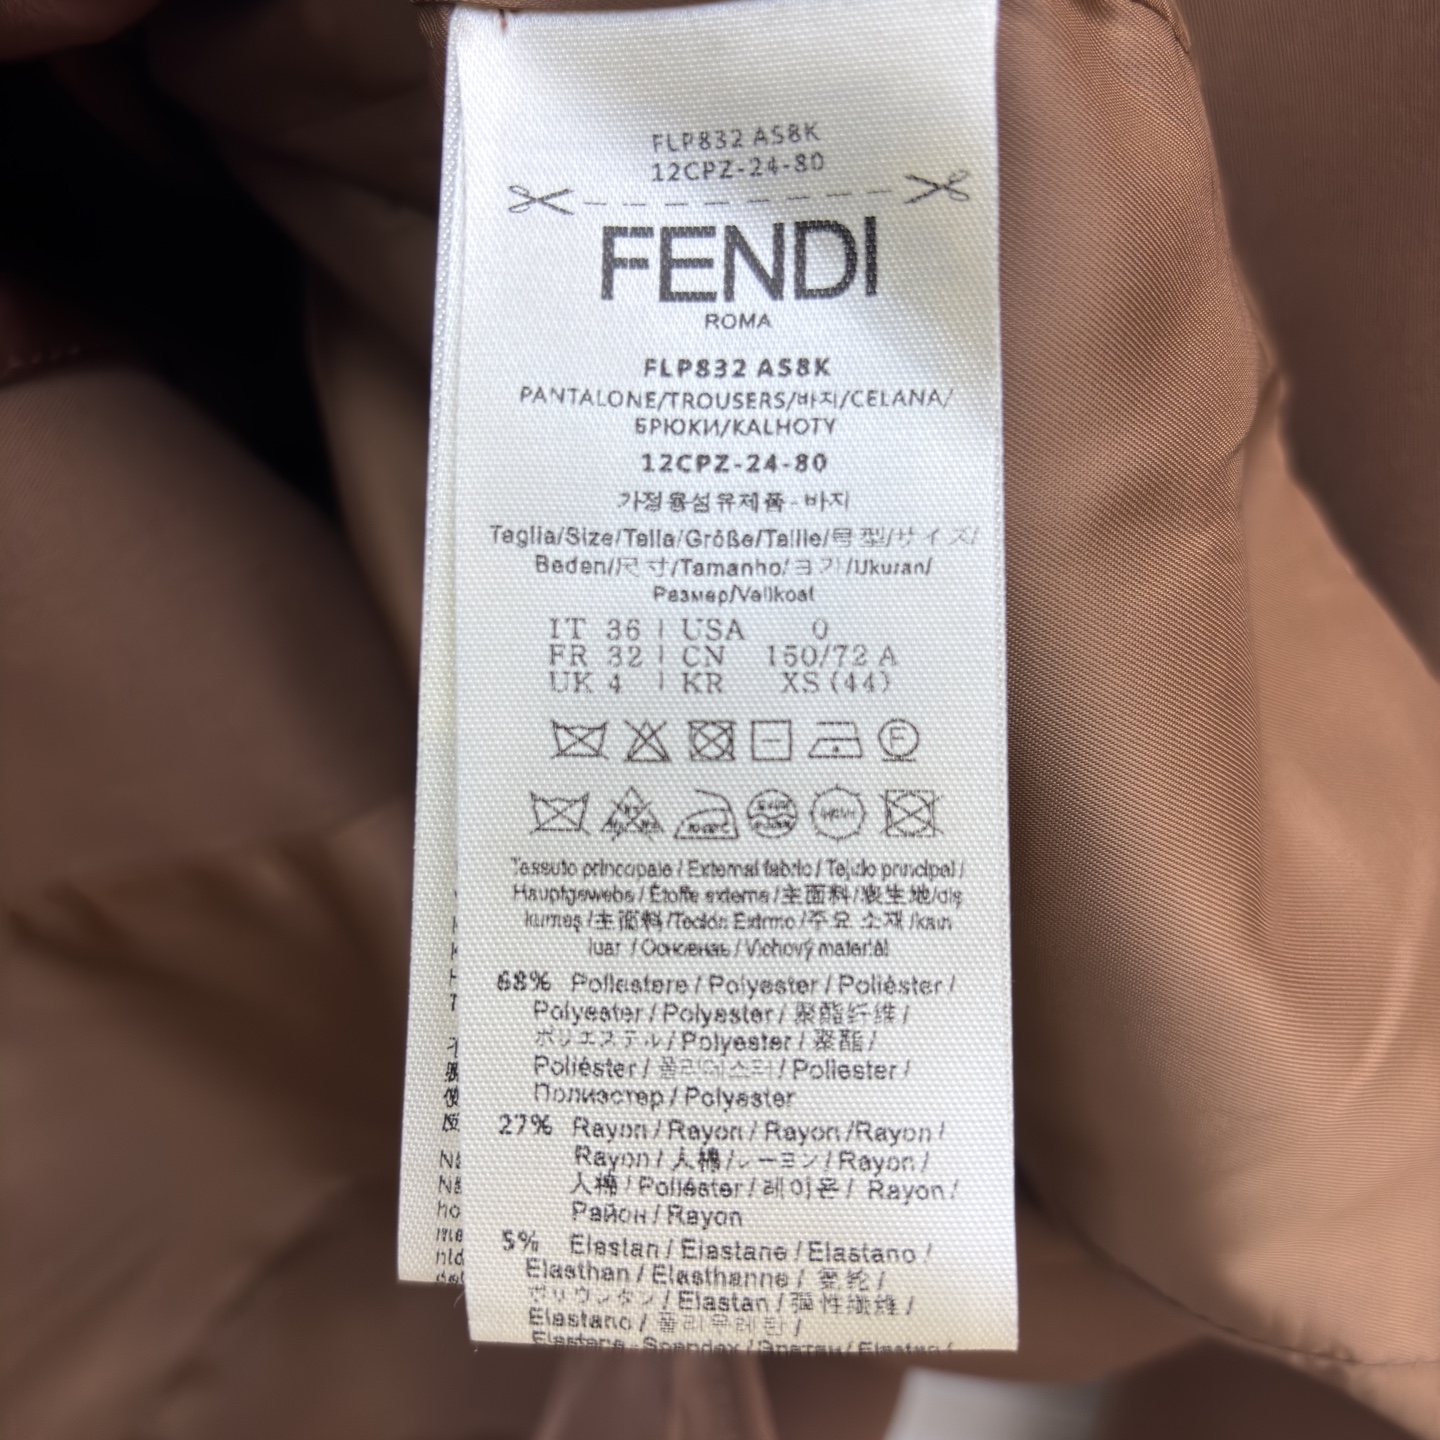 FLP832 AS8K
12CPZ-24-80
FENDI
ROMA
FLP832 AS8K
PANTALONE/TROUSERS/바지/CELANA/
БРЮКИ/KALHOTY
12CPZ-24-80
가정용섬유제품-바지
Taglia/Size/Talla/Größe/Taille/号型/サイズ/
Beden/尺寸/Tamanho/크기/Ukuran/
Размер/Velikost
IT 36 | USA 0
FR 32 | CN 150/72 A
UK 4 | KR XS (44)
F
Tessuto principale / External fabric / Tejido principal /
Hauptgewebe / Étoffe externe /主面料/表生地/dış
kumaş /主面料/Tecido Externo /주요 소재 /kain
luar / Основная / Vichový materiál
68% Poliestere / Polyester / Poliéster /
Polyester / Polyester / 聚酯纤维 /
ポリエステル / Polyester / 聚酯 /
Poliéster / 폴리에스터 / Poliester /
Полиэстер / Polyester
27% Rayon / Rayon / Rayon /Rayon /
Rayon / 人棉 /レーヨン / Rayon /
人棉 / Poliéster / 레이온 / Rayon /
Район / Rayon
5% Elastan / Elastane / Elastano /
Elasthan / Elasthanne / 氨纶 /
ポリウレタン / Elastan / 彈性纖維 /
Elastano / 폴리우레탄 /